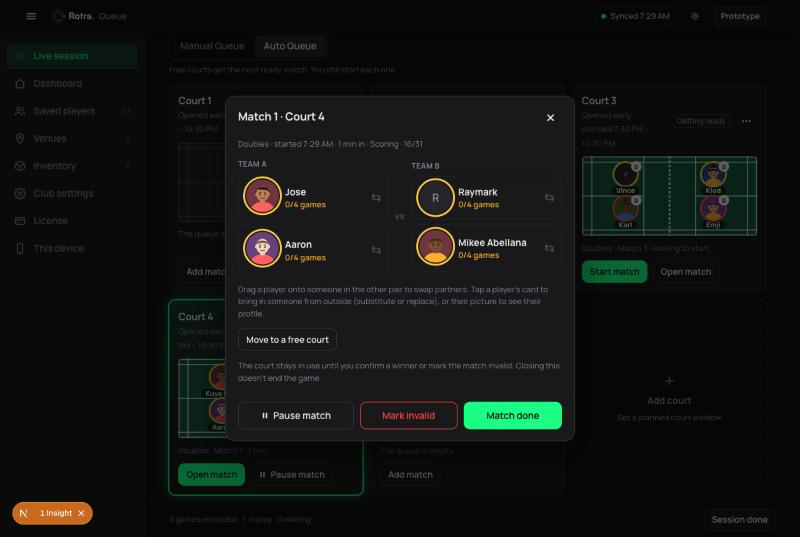 Rotra. Queue
Synced 7:29 AM
Prototype
Live session
Dashboard
Saved players 63
Venues 2
Inventory
Club settings
License
This device
Manual Queue
Auto Queue
Free courts get the next ready match. You still start each one.
Court 1
Opened early
– 10:30 PM
The queue is
Add match
Court 3
Opened early
planned 7:30 PM –
10:30 PM
Getting ready
V
0
Vince
0
Klod
0
Karl
0
Emji
Doubles · Match 3 · waiting to start
Start match
Open match
Match 1 · Court 4
Doubles · started 7:29 AM · 1 min in · Scoring · 16/31
TEAM A
Jose
0/4 games
Aaron
0/4 games
VS
TEAM B
R
Raymark
0/4 games
Mikee Abellana
0/4 games
Drag a player onto someone in the other pair to swap partners. Tap a player's card to
bring in someone from outside (substitute or replace), or their picture to see their
profile.
Move to a free court
The court stays in use until you confirm a winner or mark the match invalid. Closing this
doesn't end the game.
Pause match
Mark invalid
Match done
Court 4
Opened early
PM – 10:30 P
Kuya
Aar
Doubles · Match 1 · 1 min
Open match
Pause match
The queue is empty.
Add match
Add court
Set a planned court window
N 1 Insight
0 games recorded · 1 in play · 0 waiting
Session done